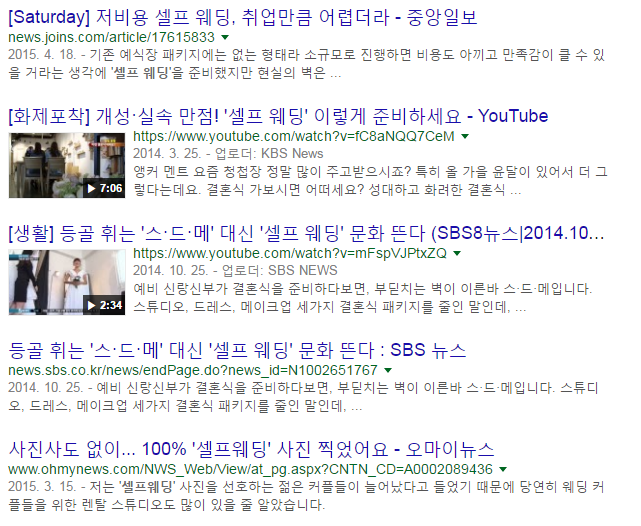 [Saturday] 저비용 셀프 웨딩, 취업만큼 어렵더라 - 중앙일보
news.joins.com/article/17615833
2015. 4. 18. - 기존 예식장 패키지에는 없는 형태라 소규모로 진행하면 비용도 아끼고 만족감이 클 수 있
을 거라는 생각에 '셀프 웨딩'을 준비했지만 현실의 벽은 ...
[화제포착] 개성·실속 만점! '셀프 웨딩' 이렇게 준비하세요 - YouTube
https://www.youtube.com/watch?v=fC8aNQQ7CeM
2014. 3. 25. - 업로더: KBS News
앵커 멘트 요즘 청첩장 정말 많이 주고받으시죠? 특히 올 가을 윤달이 있어서 더 그
렇다는데요. 결혼식 가보시면 어떠세요? 성대하고 화려한 결혼식 ...
7:06
[생활] 등골 휘는 '스·드·메' 대신 '셀프 웨딩' 문화 뜬다 (SBS8뉴스|2014.10...
https://www.youtube.com/watch?v=mFspVJPtxZQ
2014. 10. 25. - 업로더: SBS NEWS
예비 신랑신부가 결혼식을 준비하다보면, 부딪치는 벽이 이른바 스·드·메입니다.
스튜디오, 드레스, 메이크업 세가지 결혼식 패키지를 줄인 말인데, ...
2:34
등골 휘는 '스·드·메' 대신 '셀프 웨딩' 문화 뜬다 : SBS 뉴스
news.sbs.co.kr/news/endPage.do?news_id=N1002651767
2014. 10. 25. - 예비 신랑신부가 결혼식을 준비하다보면, 부딪치는 벽이 이른바 스·드·메입니다. 스튜디
오, 드레스, 메이크업 세가지 결혼식 패키지를 줄인 말인데, ...
사진사도 없이... 100% '셀프웨딩' 사진 찍었어요 - 오마이뉴스
www.ohmynews.com/NWS_Web/View/at_pg.aspx?CNTN_CD=A0002089436
2015. 3. 15. - 저는 '셀프웨딩' 사진을 선호하는 젊은 커플들이 늘어났다고 들었기 때문에 당연히 웨딩 커
플들을 위한 렌탈 스튜디오도 많이 있을 줄 알았습니다.